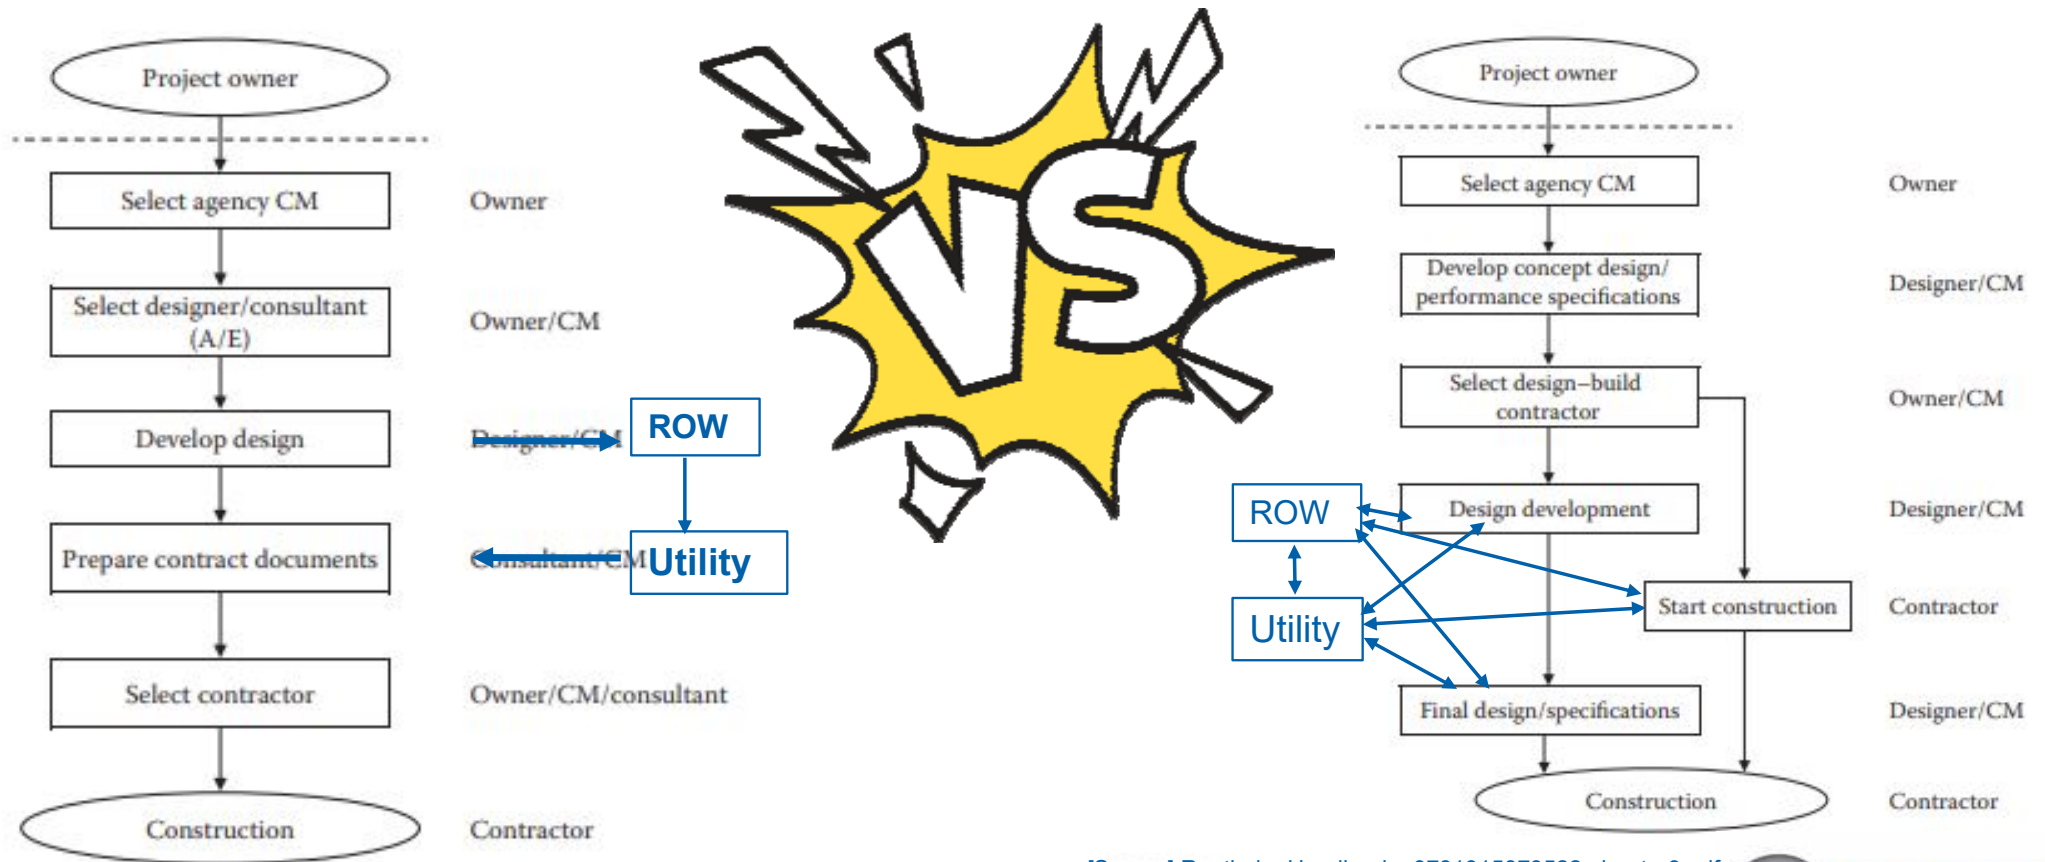 Project owner
Select agency CM
Owner
Select designer/consultant
(A/E)
Owner/CM
Develop design
Designer/CM
ROW
Prepare contract documents
Consultant/CM
Utility
Select contractor
Owner/CM/consultant
Construction
Contractor
VS
Project owner
Select agency CM
Owner
Develop concept design/
performance specifications
Designer/CM
Select design–build
contractor
Owner/CM
ROW
Design development
Designer/CM
Utility
Start construction
Contractor
Final design/specifications
Designer/CM
Construction
Contractor